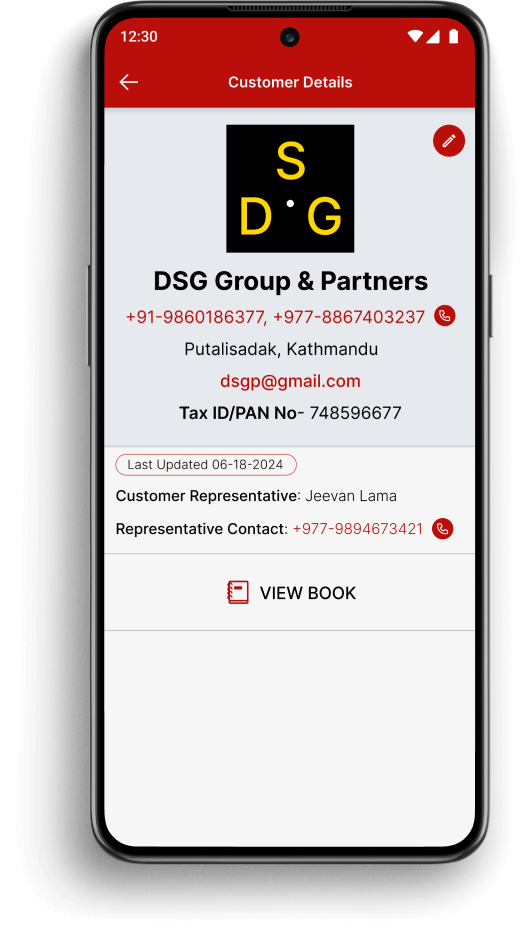 12:30
Customer Details
S
D G
DSG Group & Partners
+91-9860186377, +977-8867403237
Putalisadak, Kathmandu
dsgp@gmail.com
Tax ID/PAN No- 748596677
Last Updated 06-18-2024
Customer Representative: Jeevan Lama
Representative Contact: +977-9894673421
VIEW BOOK